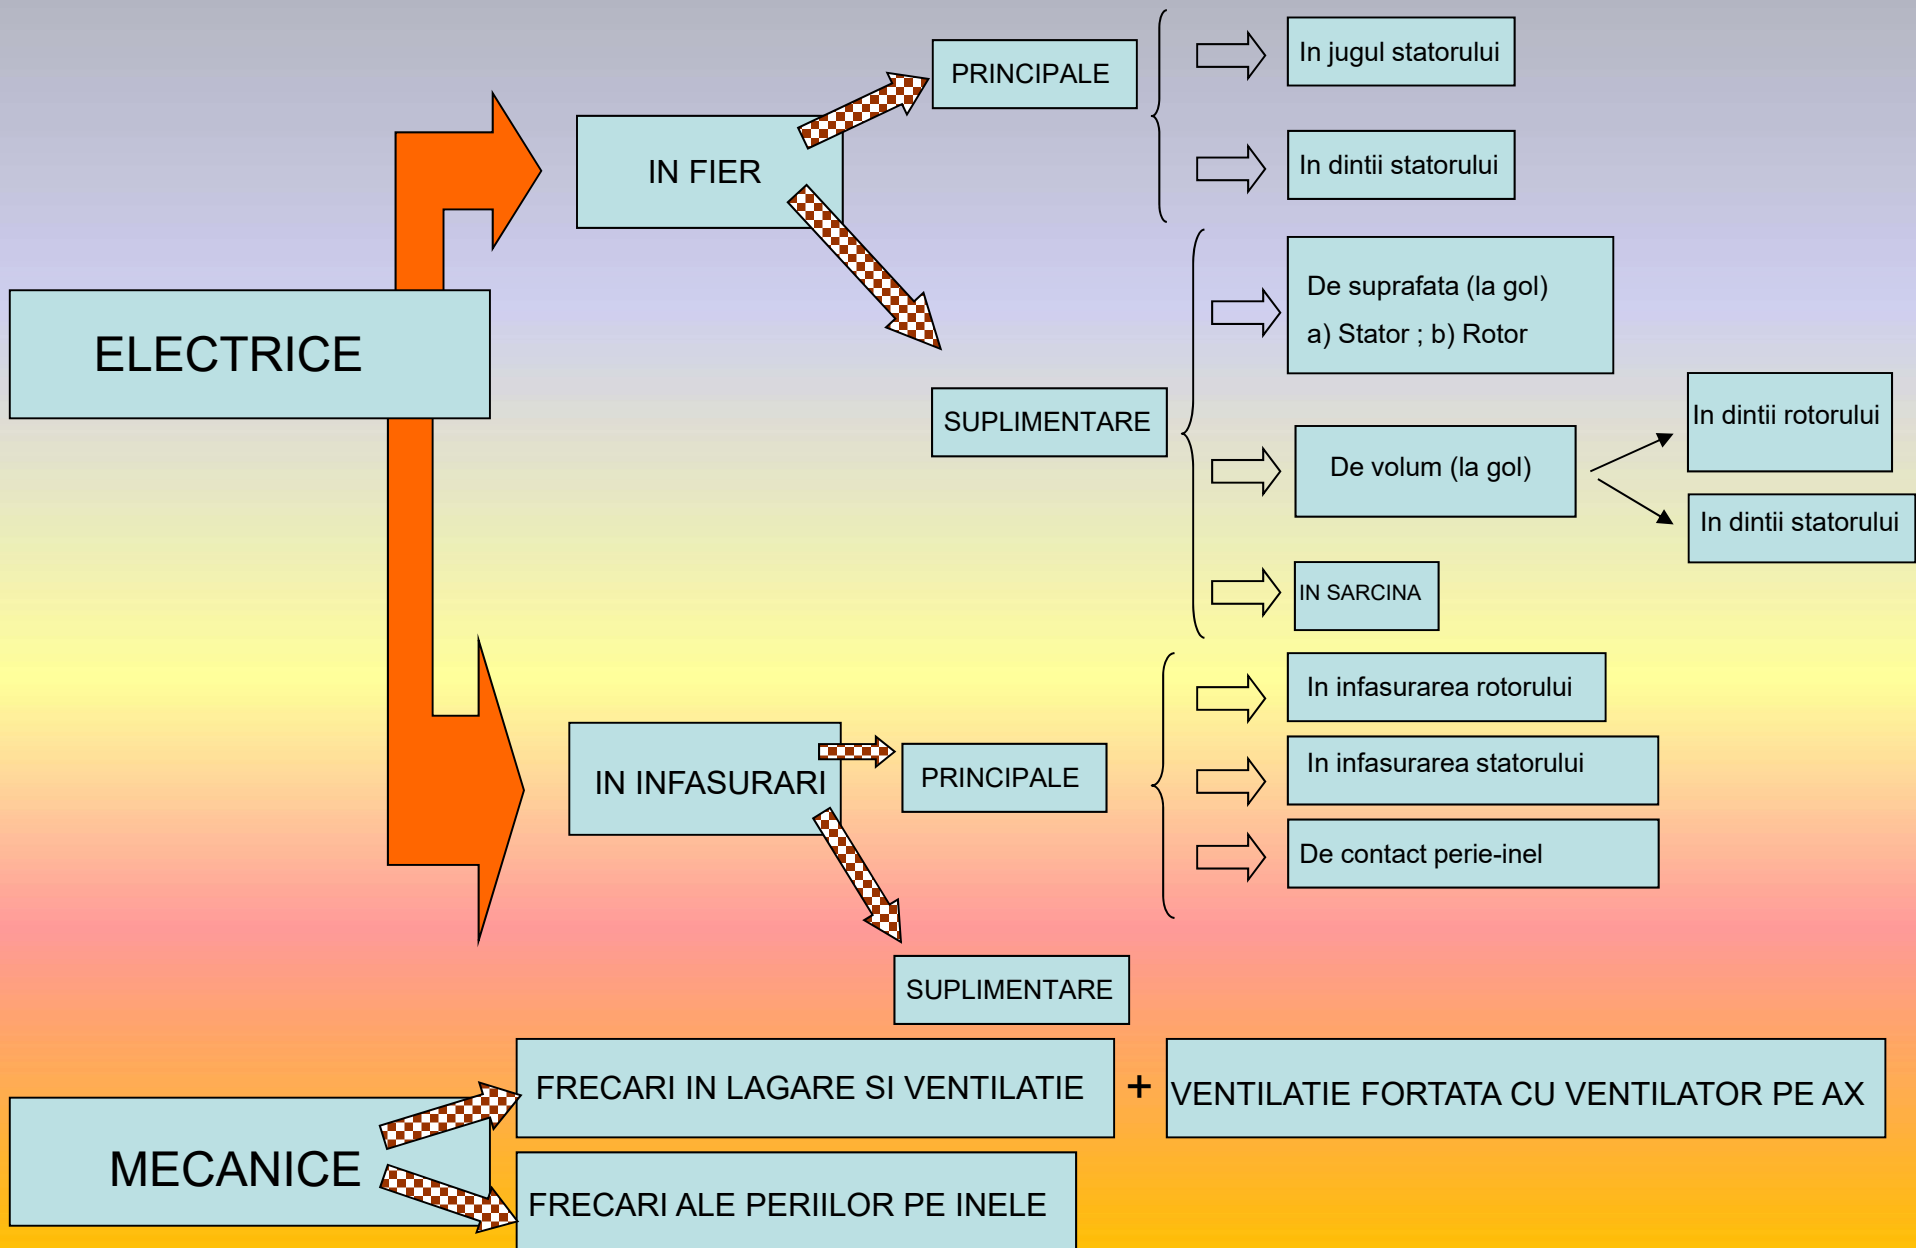 PRINCIPALE
In jugul statorului
In dintii statorului
IN FIER
De suprafata (la gol)
a) Stator ; b) Rotor
ELECTRICE
SUPLIMENTARE
De volum (la gol)
In dintii rotorului
In dintii statorului
IN SARCINA
In infasurarea rotorului
IN INFASURARI
PRINCIPALE
In infasurarea statorului
De contact perie-inel
SUPLIMENTARE
FRECARI IN LAGARE SI VENTILATIE
+
VENTILATIE FORTATA CU VENTILATOR PE AX
MECANICE
FRECARI ALE PERIILOR PE INELE